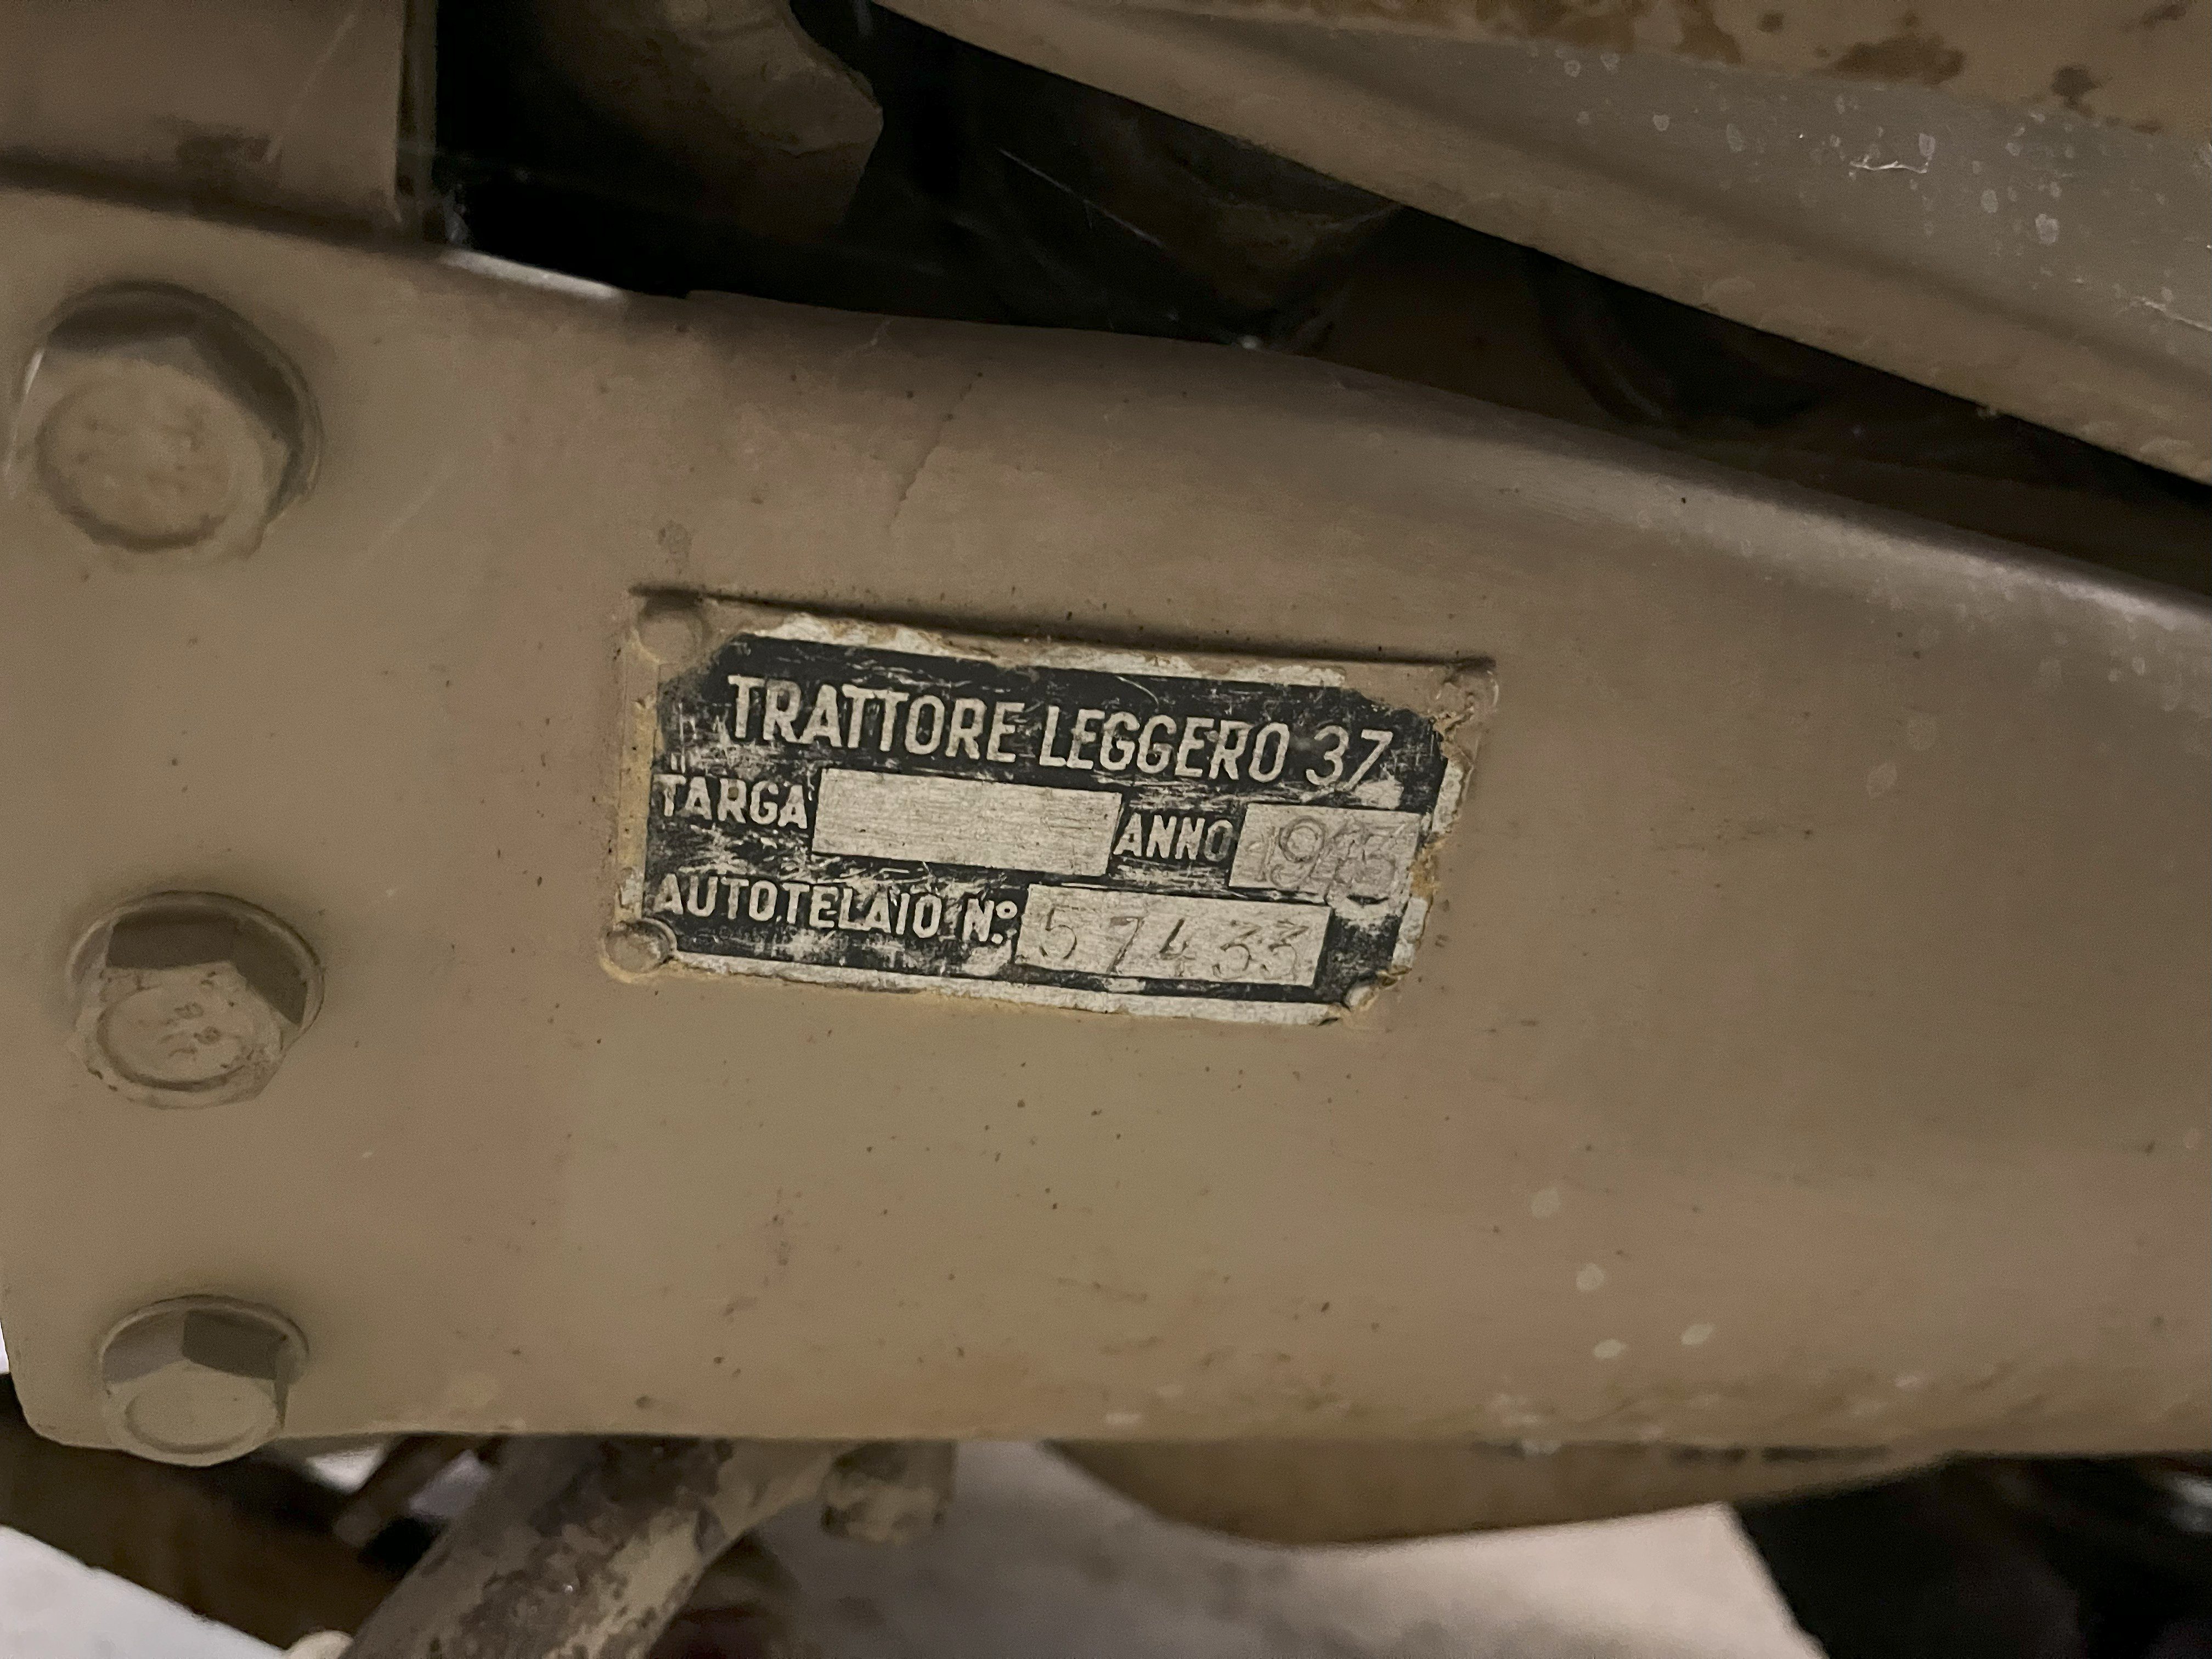 TRATTORE LEGGERO 37
TARGA ANNO
AUTOTELAIO N.º 57433